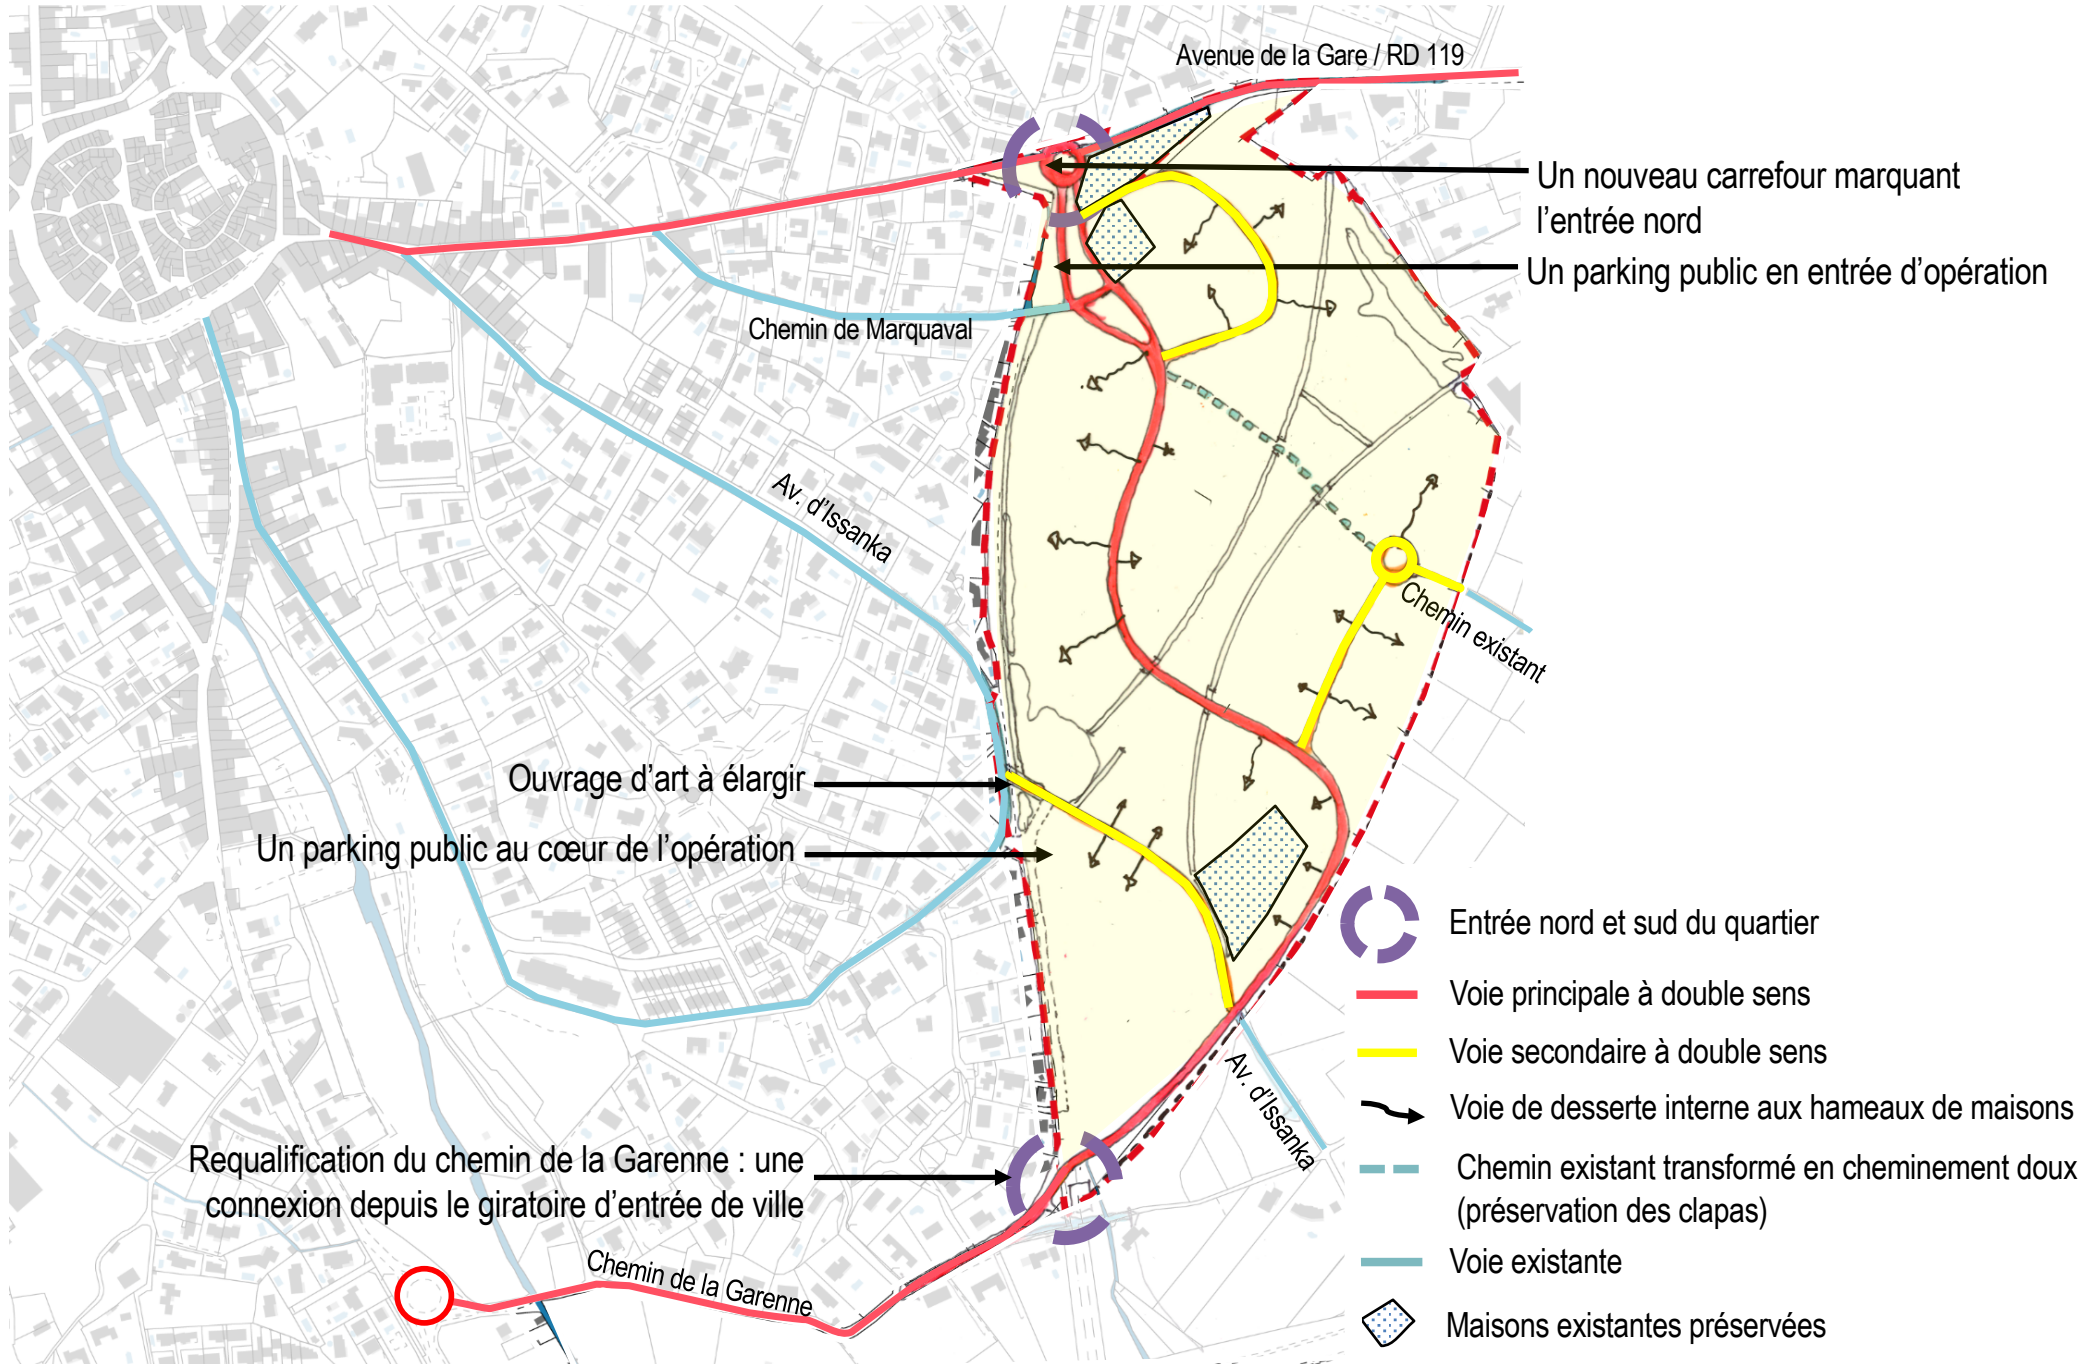 Avenue de la Gare / RD 119
Un nouveau carrefour marquant
l’entrée nord
Un parking public en entrée d’opération
Chemin de Marquaval
Av. d’Issanka
Chemin existant
Ouvrage d’art à élargir
Un parking public au cœur de l’opération
Av. d’Issanka
Requalification du chemin de la Garenne : une
connexion depuis le giratoire d’entrée de ville
Chemin de la Garenne
Entrée nord et sud du quartier
Voie principale à double sens
Voie secondaire à double sens
Voie de desserte interne aux hameaux de maisons
Chemin existant transformé en cheminement doux
(préservation des clapas)
Voie existante
Maisons existantes préservées